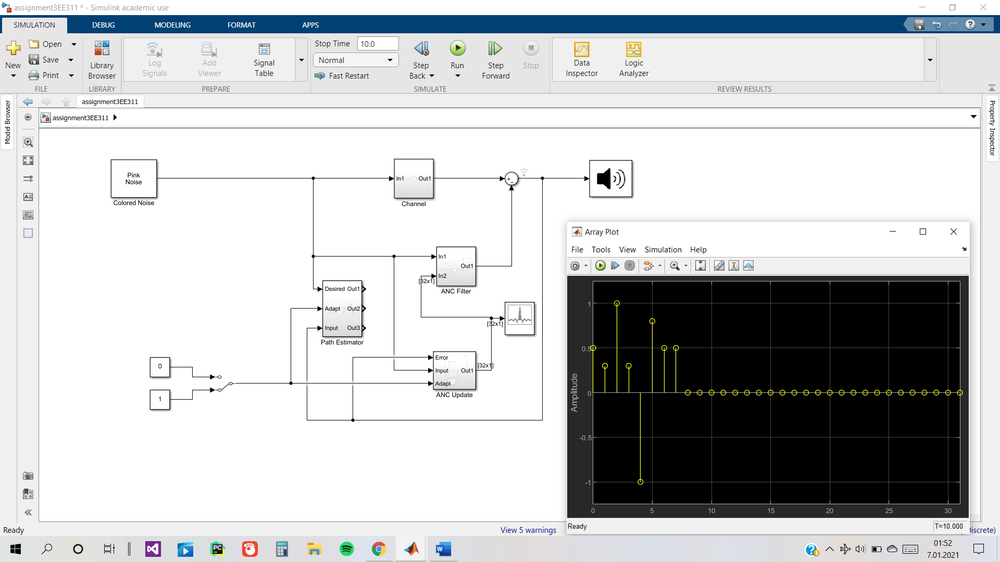 assignment3EE311 * - Simulink academic use
SIMULATION DEBUG MODELING FORMAT APPS
New
Open
Save
Print
FILE
Library
Browser
LIBRARY
Log
Signals
Add
Viewer
Signal
Table
PREPARE
Stop Time 10.0
Normal
Fast Restart
Step
Back
Run
Step
Forward
Stop
SIMULATE
Data
Inspector
Logic
Analyzer
REVIEW RESULTS
Model Browser
assignment3EE311
assignment3EE311
Property Inspector
Pink
Noise
Colored Noise
In1 Out1
Channel
+
-
In1
In2
Out1
[32x1]
ANC Filter
Desired Out1
Adapt Out2
Input Out3
Path Estimator
[32x1]
0
1
Error
Input Out1
Adapt
[32x1]
ANC Update
Array Plot
File Tools View Simulation Help
Amplitude
1
0.5
0
-0.5
-1
0 5 10 15 20 25 30
Ready
T=10.000
Ready
View 5 warnings
Discrete)
PC
W
01:52
7.01.2021